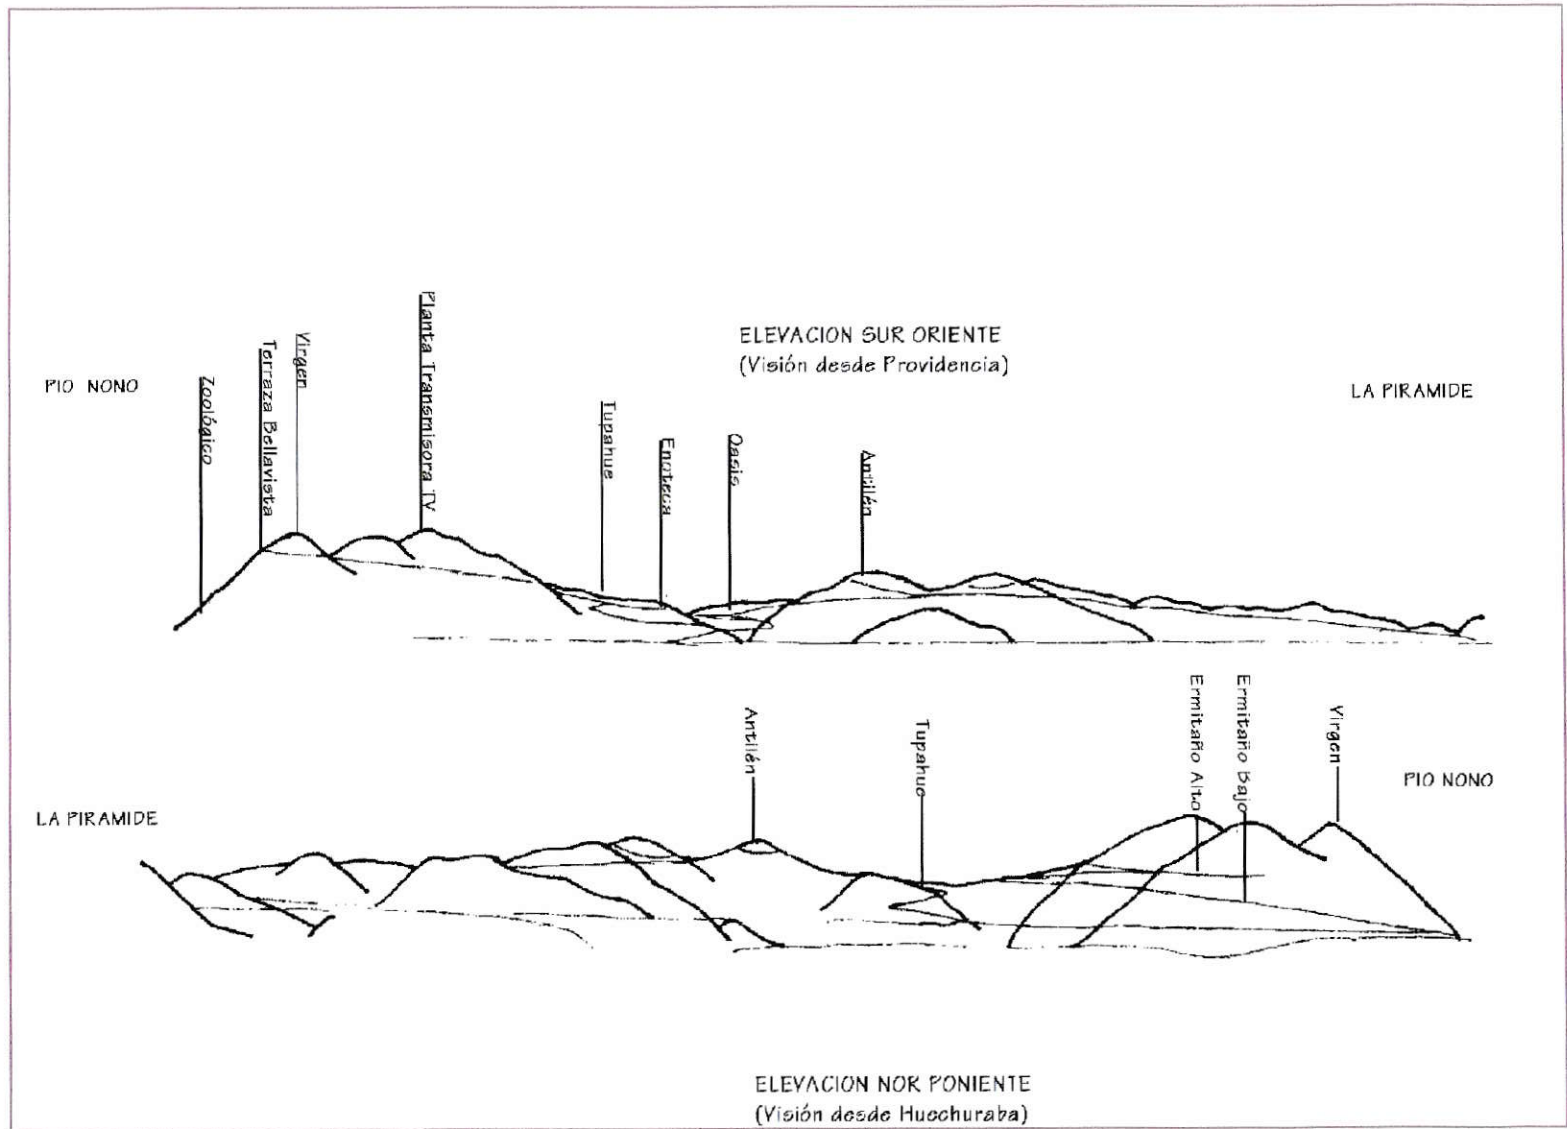 ELEVACION SUR ORIENTE
(Visión desde Providencia)
PIO NONO
LA PIRAMIDE
Zoológico
Terraza Bellavista
Virgen
Planta Transmisora TV
Tupahue
Enoteca
Oasis
Antilén
Antilén
Tupahue
Ermitaño Alto
Ermitaño Bajo
Virgen
PIO NONO
LA PIRAMIDE
ELEVACION NOR PONIENTE
(Visión desde Huechuraba)